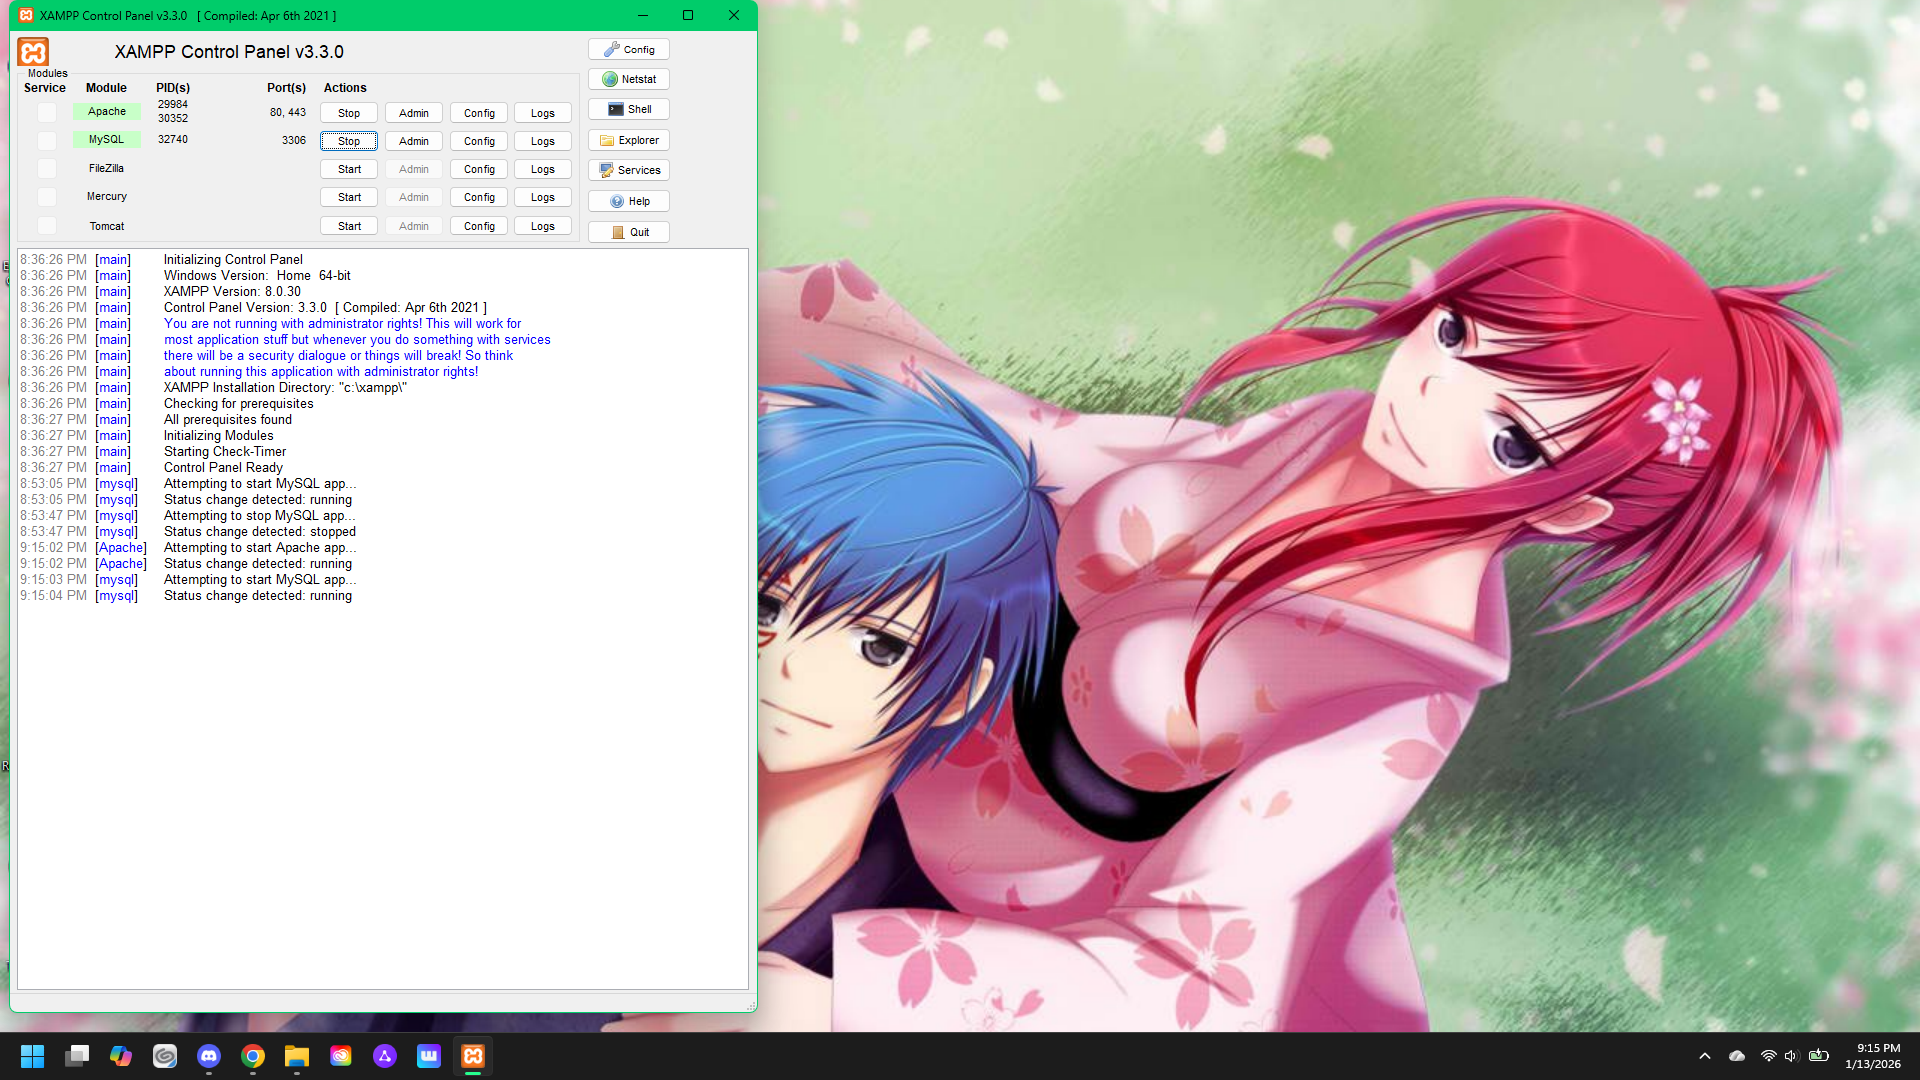 XAMPP Control Panel v3.3.0 [ Compiled: Apr 6th 2021 ]
XAMPP Control Panel v3.3.0
Config
Modules
Netstat
Service Module PID(s) Port(s) Actions
Apache 29984 30352 80, 443 Stop Admin Config Logs
Shell
MySQL 32740 3306 Stop Admin Config Logs
Explorer
FileZilla Start Admin Config Logs
Services
Mercury Start Admin Config Logs
Help
Tomcat Start Admin Config Logs
Quit
8:36:26 PM [main] Initializing Control Panel
8:36:26 PM [main] Windows Version: Home 64-bit
8:36:26 PM [main] XAMPP Version: 8.0.30
8:36:26 PM [main] Control Panel Version: 3.3.0 [ Compiled: Apr 6th 2021 ]
8:36:26 PM [main] You are not running with administrator rights! This will work for
8:36:26 PM [main] most application stuff but whenever you do something with services
8:36:26 PM [main] there will be a security dialogue or things will break! So think
8:36:26 PM [main] about running this application with administrator rights!
8:36:26 PM [main] XAMPP Installation Directory: "c:\xampp\"
8:36:26 PM [main] Checking for prerequisites
8:36:27 PM [main] All prerequisites found
8:36:27 PM [main] Initializing Modules
8:36:27 PM [main] Starting Check-Timer
8:36:27 PM [main] Control Panel Ready
8:53:05 PM [mysql] Attempting to start MySQL app...
8:53:05 PM [mysql] Status change detected: running
8:53:47 PM [mysql] Attempting to stop MySQL app...
8:53:47 PM [mysql] Status change detected: stopped
9:15:02 PM [Apache] Attempting to start Apache app...
9:15:02 PM [Apache] Status change detected: running
9:15:03 PM [mysql] Attempting to start MySQL app...
9:15:04 PM [mysql] Status change detected: running
9:15 PM
1/13/2026